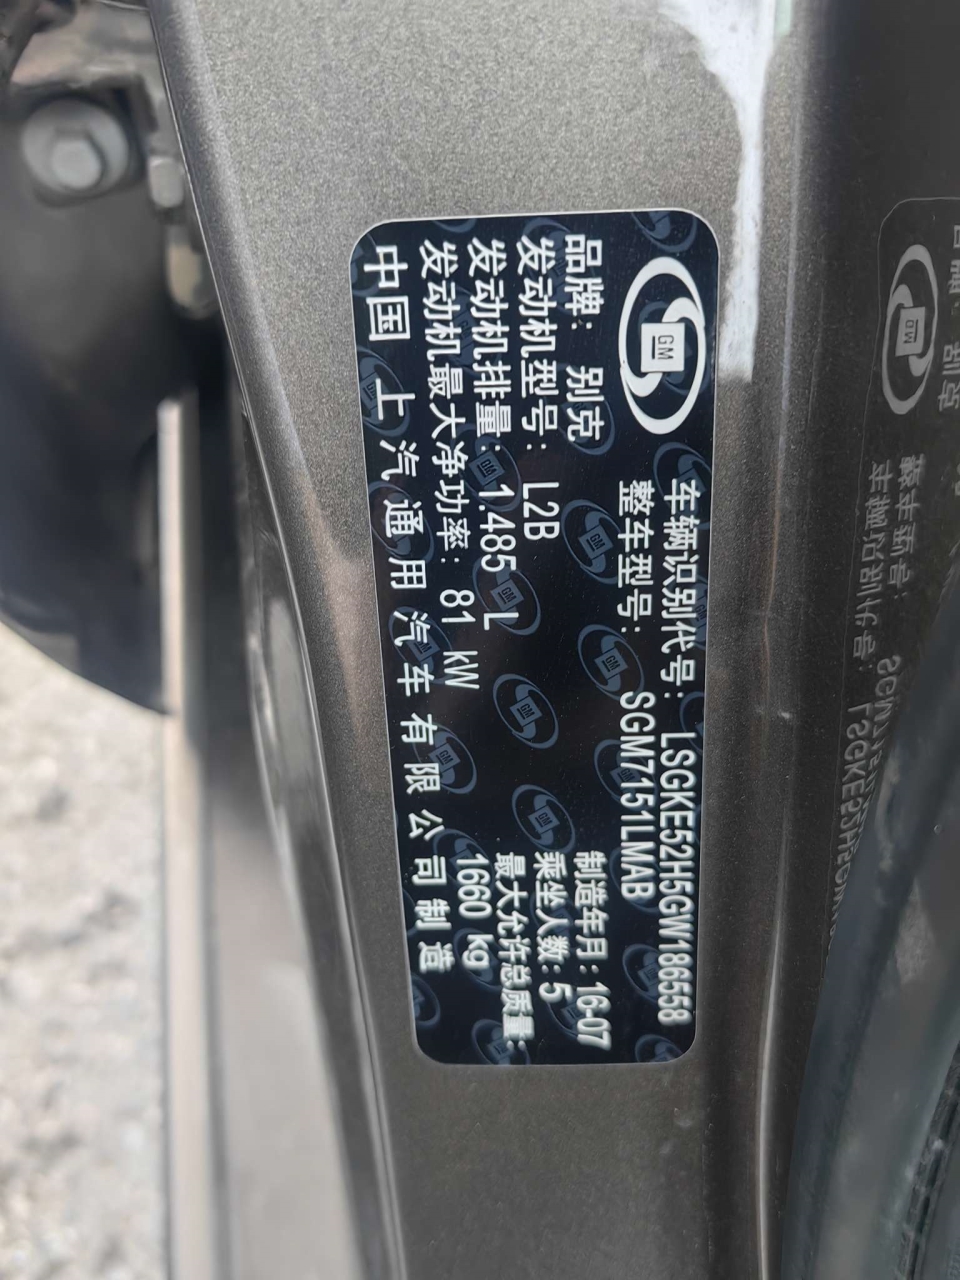 GM
车辆识别代号: LSGKE52H5GW186558
整车型号: SGM7151LMAB
品牌: 别克
制造年月: 16-07
发动机型号: L2B
乘坐人数: 5
发动机排量: 1.485 L
最大允许总质量:
发动机最大净功率: 81 kW
1660 kg
中国 上汽通用汽车有限公司制造